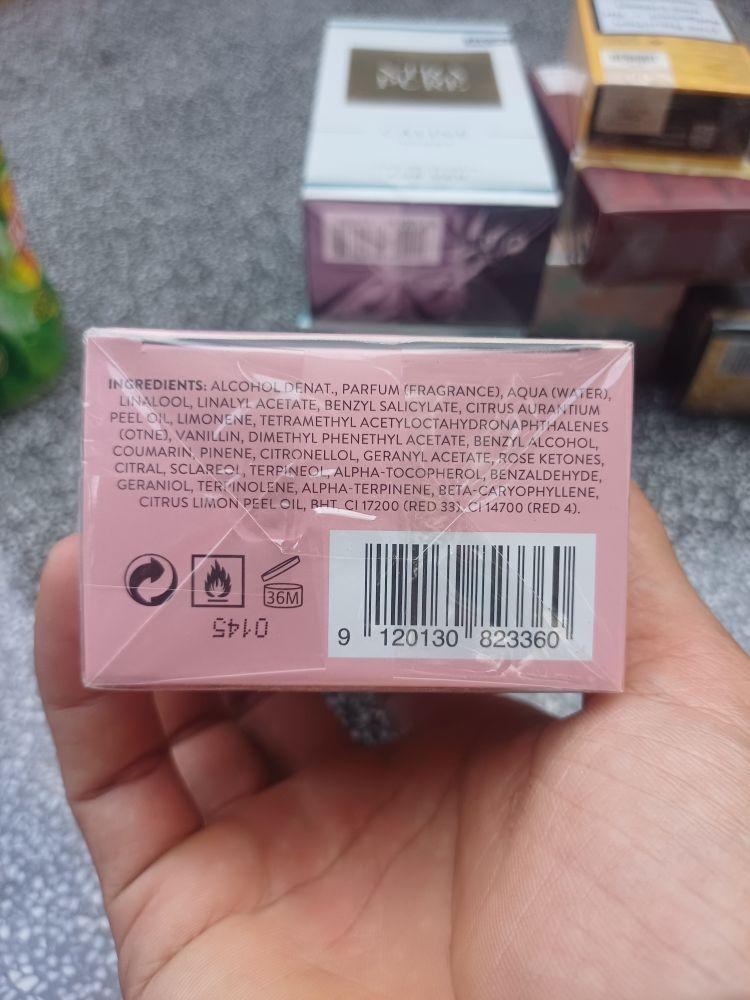 INGREDIENTS: ALCOHOL DENAT., PARFUM (FRAGRANCE), AQUA (WATER),
LINALOOL, LINALYL ACETATE, BENZYL SALICYLATE, CITRUS AURANTIUM
PEEL OIL, LIMONENE, TETRAMETHYL ACETYLOCTAHYDRONAPHTHALENES
(OTNE), VANILLIN, DIMETHYL PHENETHYL ACETATE, BENZYL ALCOHOL,
COUMARIN, PINENE, CITRONELLOL, GERANYL ACETATE, ROSE KETONES,
CITRAL, SCLAREOL, TERPINEOL, ALPHA-TOCOPHEROL, BENZALDEHYDE,
GERANIOL, TERPINOLENE, ALPHA-TERPINENE, BETA-CARYOPHYLLENE,
CITRUS LIMON PEEL OIL, BHT, CI 17200 (RED 33), CI 14700 (RED 4).
36M
0145
9 120130 823360